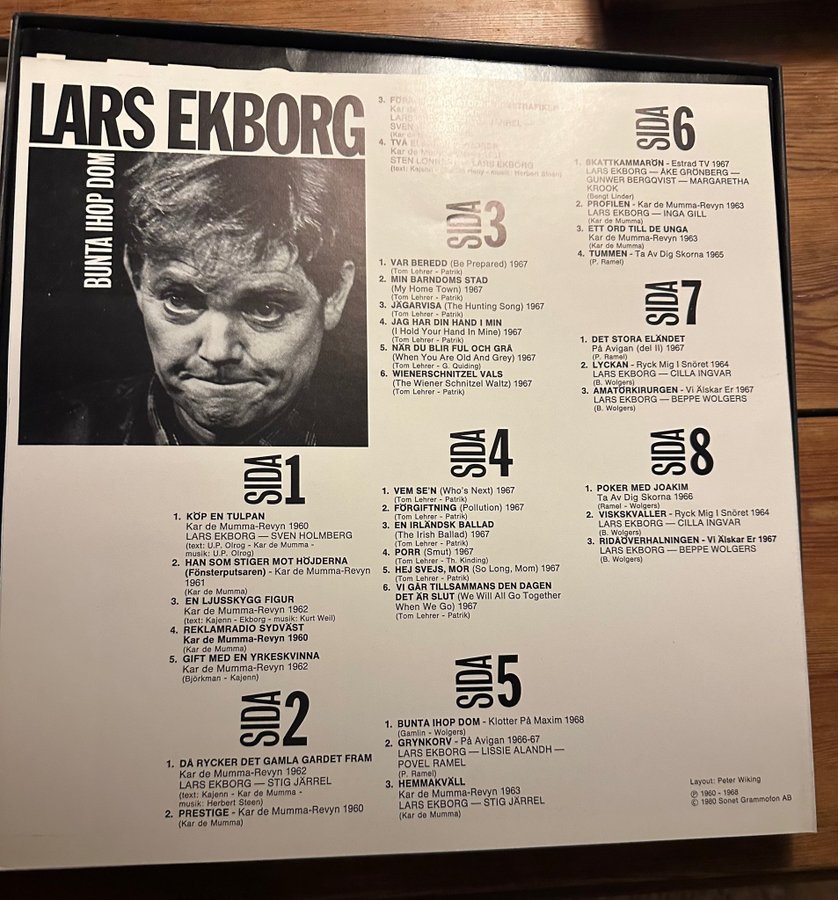 LARS EKBORG
BUNTA IHOP DOM
SIDA 1
1. KÖP EN TULPAN
Kar de Mumma-Revyn 1960
LARS EKBORG — SVEN HOLMBERG
(text: U.P. Olrog - Kar de Mumma -
musik: U.P. Olrog)
2. HAN SOM STIGER MOT HÖJDERNA
(Fönsterputsaren) - Kar de Mumma-Revyn
1961
(Kar de Mumma)
3. EN LJUSSKYGG FIGUR
Kar de Mumma-Revyn 1962
(text: Kajenn - Ekborg - musik: Kurt Weil)
4. REKLAMRADIO SYDVÄST
Kar de Mumma-Revyn 1960
(Kar de Mumma)
5. GIFT MED EN YRKESKVINNA
Kar de Mumma-Revyn 1962
(Björkman - Kajenn)
SIDA 2
1. DÅ RYCKER DET GAMLA GARDET FRAM
Kar de Mumma-Revyn 1962
LARS EKBORG — STIG JÄRREL
(text: Kajenn - Kar de Mumma -
musik: Herbert Steen)
2. PRESTIGE - Kar de Mumma-Revyn 1960
(Kar de Mumma)
3.
Kar de
LARS
SVEN
(Kar
4. TVÅ
Kar de
STEN LARS EKBORG
(text: Kajenn - musik: Herbert Steen)
SIDA 3
1. VAR BEREDD (Be Prepared) 1967
(Tom Lehrer - Patrik)
2. MIN BARNDOMS STAD
(My Home Town) 1967
(Tom Lehrer - Patrik)
3. JÄGARVISA (The Hunting Song) 1967
(Tom Lehrer - Patrik)
4. JAG HAR DIN HAND I MIN
(I Hold Your Hand In Mine) 1967
(Tom Lehrer - Patrik)
5. NÄR DU BLIR FUL OCH GRÅ
(When You Are Old And Grey) 1967
(Tom Lehrer - G. Quiding)
6. WIENERSCHNITZEL VALS
(The Wiener Schnitzel Waltz) 1967
(Tom Lehrer - Patrik)
SIDA 4
1. VEM SE'N (Who's Next) 1967
(Tom Lehrer - Patrik)
2. FÖRGIFTNING (Pollution) 1967
(Tom Lehrer - Patrik)
3. EN IRLÄNDSK BALLAD
(The Irish Ballad) 1967
(Tom Lehrer - Patrik)
4. PORR (Smut) 1967
(Tom Lehrer - Th. Kinding)
5. HEJ SVEJS, MOR (So Long, Mom) 1967
(Tom Lehrer - Patrik)
6. VI GÅR TILLSAMMANS DEN DAGEN
DET ÄR SLUT (We Will All Go Together
When We Go) 1967
(Tom Lehrer - Patrik)
SIDA 5
1. BUNTA IHOP DOM - Klotter På Maxim 1968
(Gamlin - Wolgers)
2. GRYNKORV - På Avigan 1966-67
LARS EKBORG — LISSIE ALANDH —
POVEL RAMEL
(P. Ramel)
3. HEMMAKVÄLL
Kar de Mumma-Revyn 1963
LARS EKBORG — STIG JÄRREL
(Kar de Mumma)
SIDA 6
1. SKATTKAMMARÖN - Estrad TV 1967
LARS EKBORG — ÅKE GRÖNBERG —
GUNWER BERGQVIST — MARGARETHA
KROOK
(Bengt Linder)
2. PROFILEN - Kar de Mumma-Revyn 1963
LARS EKBORG — INGA GILL
(Kar de Mumma)
3. ETT ORD TILL DE UNGA
Kar de Mumma-Revyn 1963
(Kar de Mumma)
4. TUMMEN - Ta Av Dig Skorna 1965
(P. Ramel)
SIDA 7
1. DET STORA ELÄNDET
På Avigan (del II) 1967
(P. Ramel)
2. LYCKAN - Ryck Mig I Snöret 1964
LARS EKBORG — CILLA INGVAR
(B. Wolgers)
3. AMATÖRKIRURGEN - Vi Älskar Er 1967
LARS EKBORG — BEPPE WOLGERS
(B. Wolgers)
SIDA 8
1. POKER MED JOAKIM
Ta Av Dig Skorna 1966
(Ramel - Wolgers)
2. VISKSKVALLER - Ryck Mig I Snöret 1964
LARS EKBORG — CILLA INGVAR
(B. Wolgers)
3. RIDÅÖVERHALNINGEN - Vi Älskar Er 1967
LARS EKBORG — BEPPE WOLGERS
(B. Wolgers)
Layout: Peter Wiking
℗ 1960 - 1968
© 1980 Sonet Grammofon AB